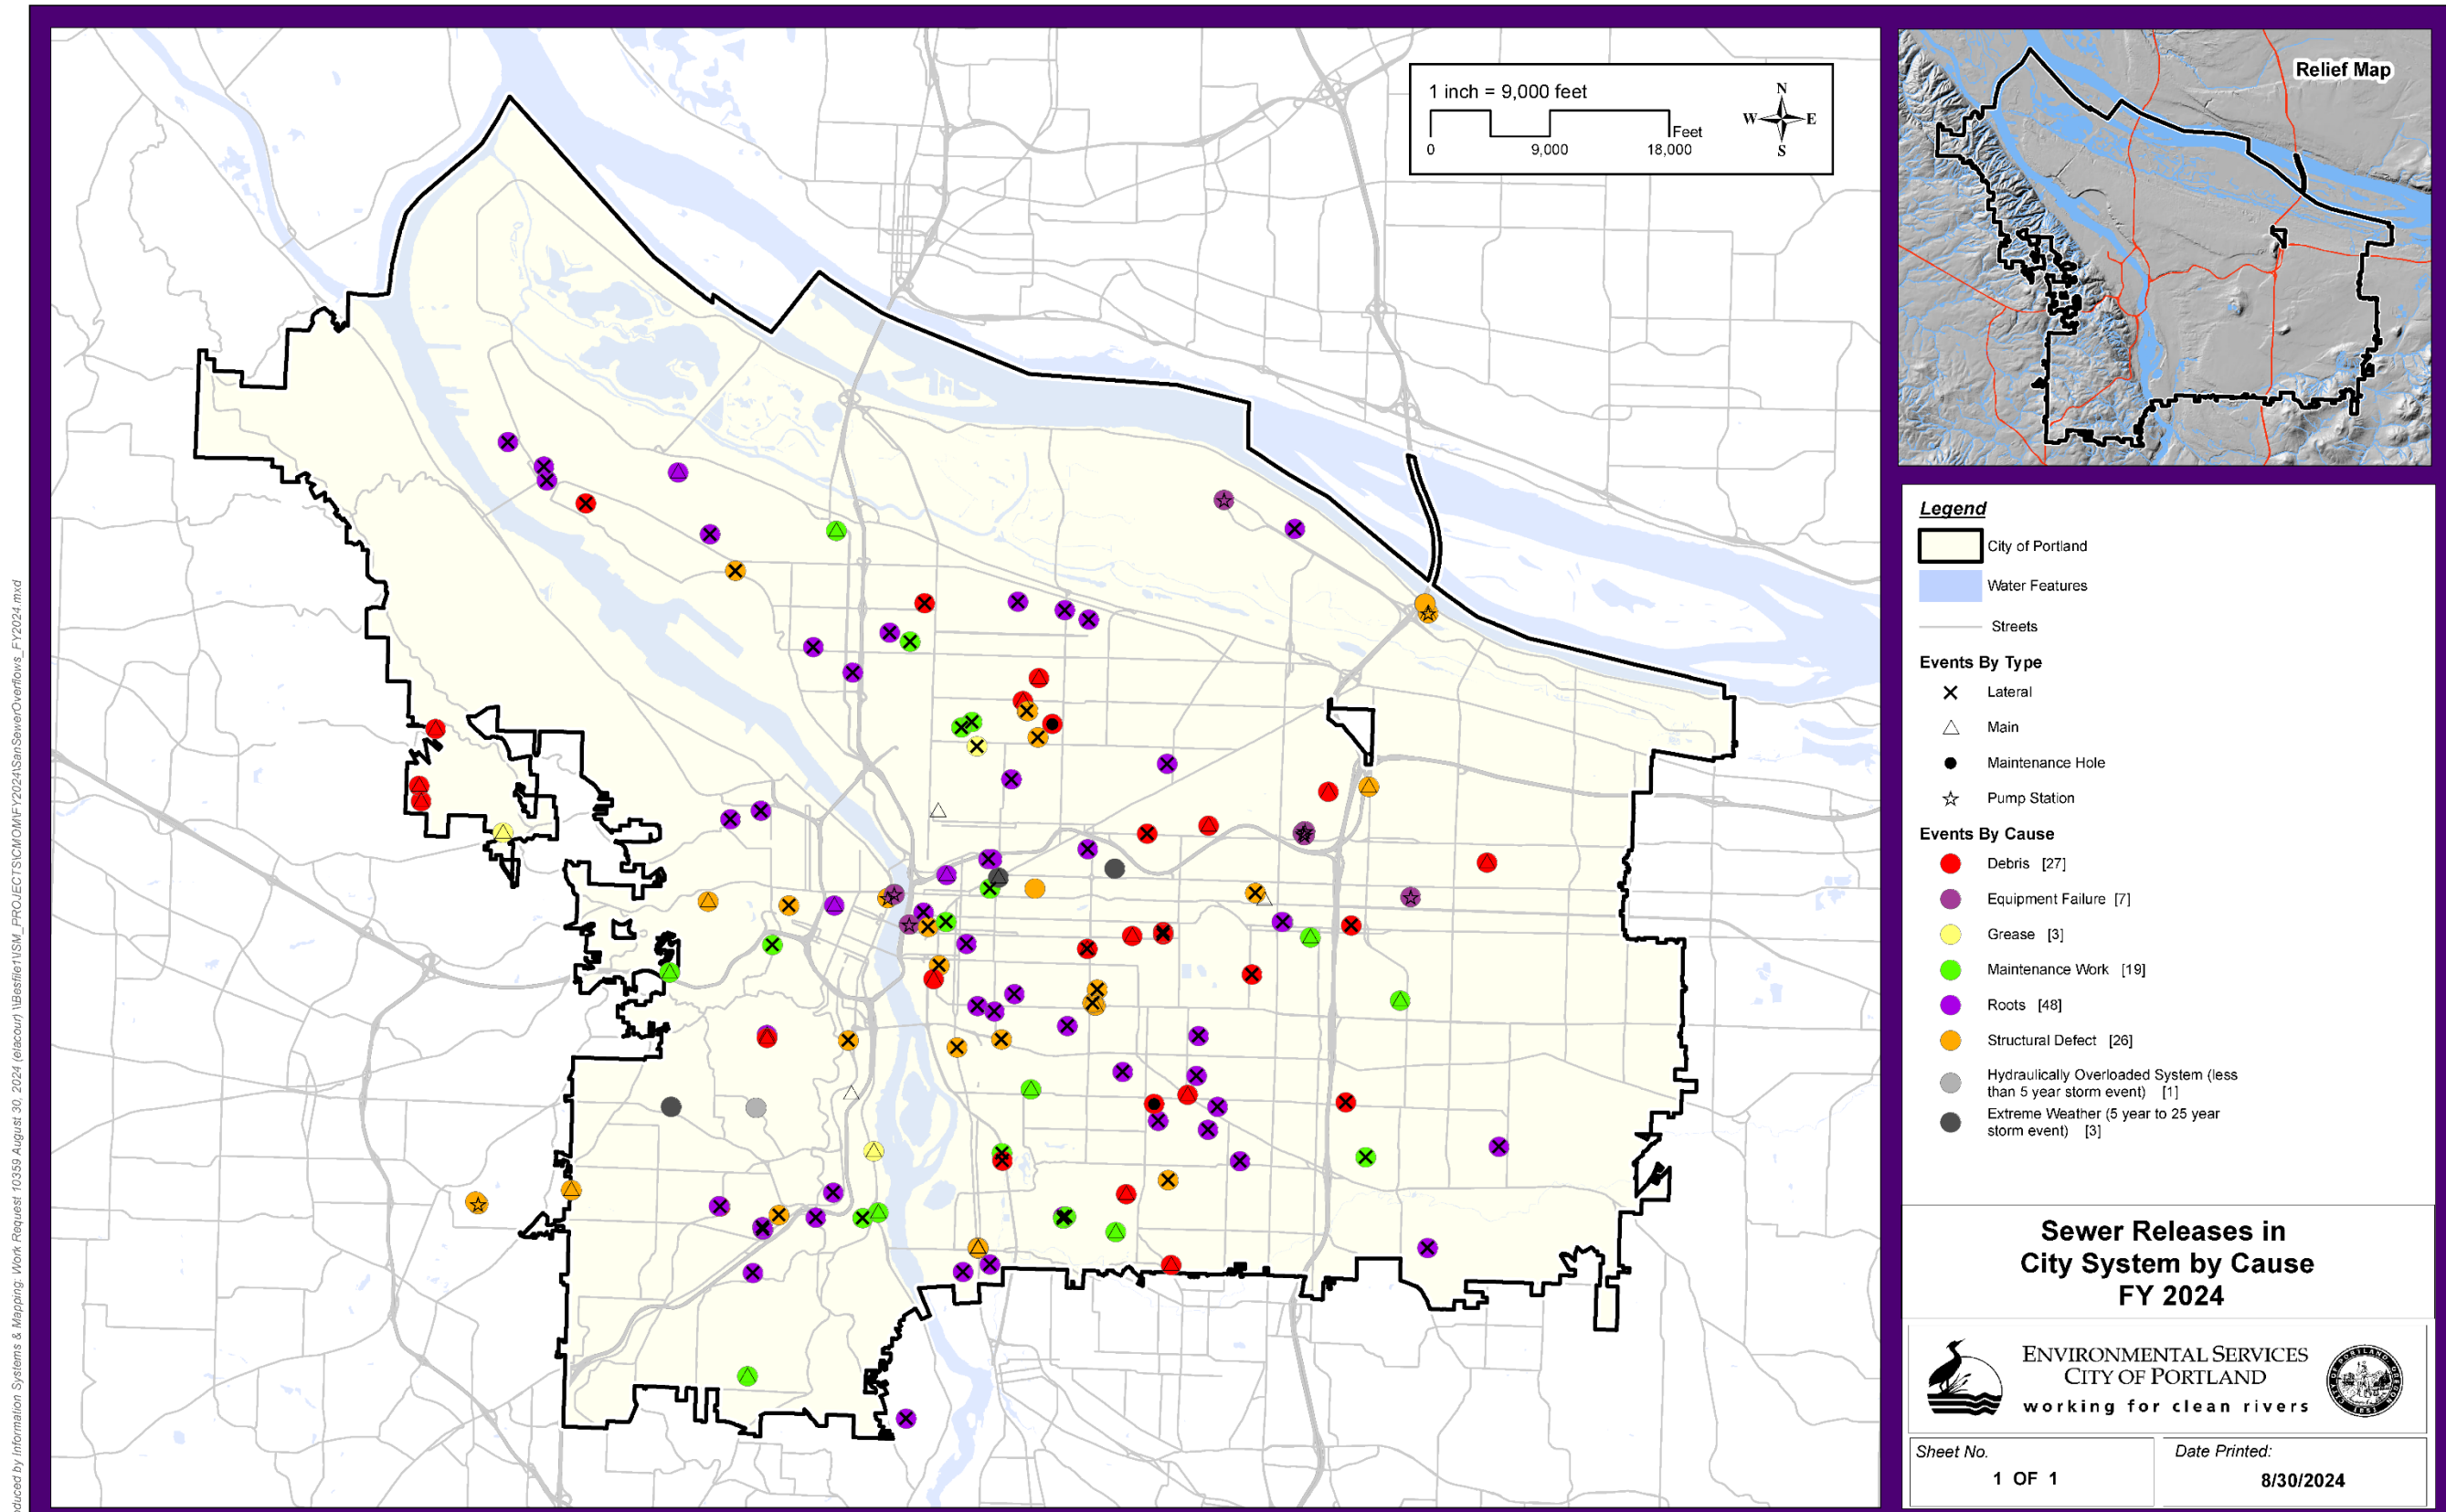 1 inch = 9,000 feet
N
W
E
S
Feet
0
9,000
18,000
Relief Map
Legend
City of Portland
Water Features
Streets
Events By Type
Lateral
Main
Maintenance Hole
Pump Station
Events By Cause
Debris [27]
Equipment Failure [7]
Grease [3]
Maintenance Work [19]
Roots [48]
Structural Defect [26]
Hydraulically Overloaded System (less
than 5 year storm event) [1]
Extreme Weather (5 year to 25 year
storm event) [3]
Sewer Releases in
City System by Cause
FY 2024
ENVIRONMENTAL SERVICES
CITY OF PORTLAND
working for clean rivers
Sheet No.
1 OF 1
Date Printed:
8/30/2024